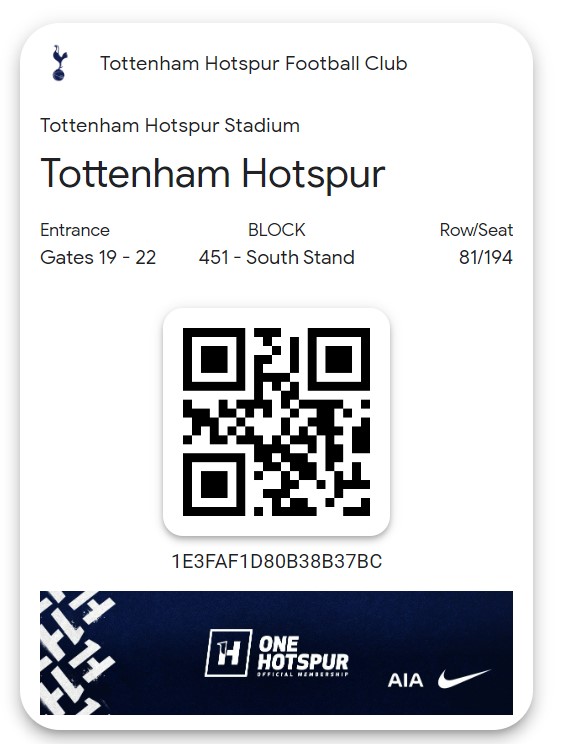 Tottenham Hotspur Football Club
Tottenham Hotspur Stadium
Tottenham Hotspur
Entrance BLOCK Row/Seat
Gates 19 - 22 451 - South Stand 81/194
1E3FAF1D80B38B37BC
ONE
HOTSPUR
OFFICIAL MEMBERSHIP
AIA